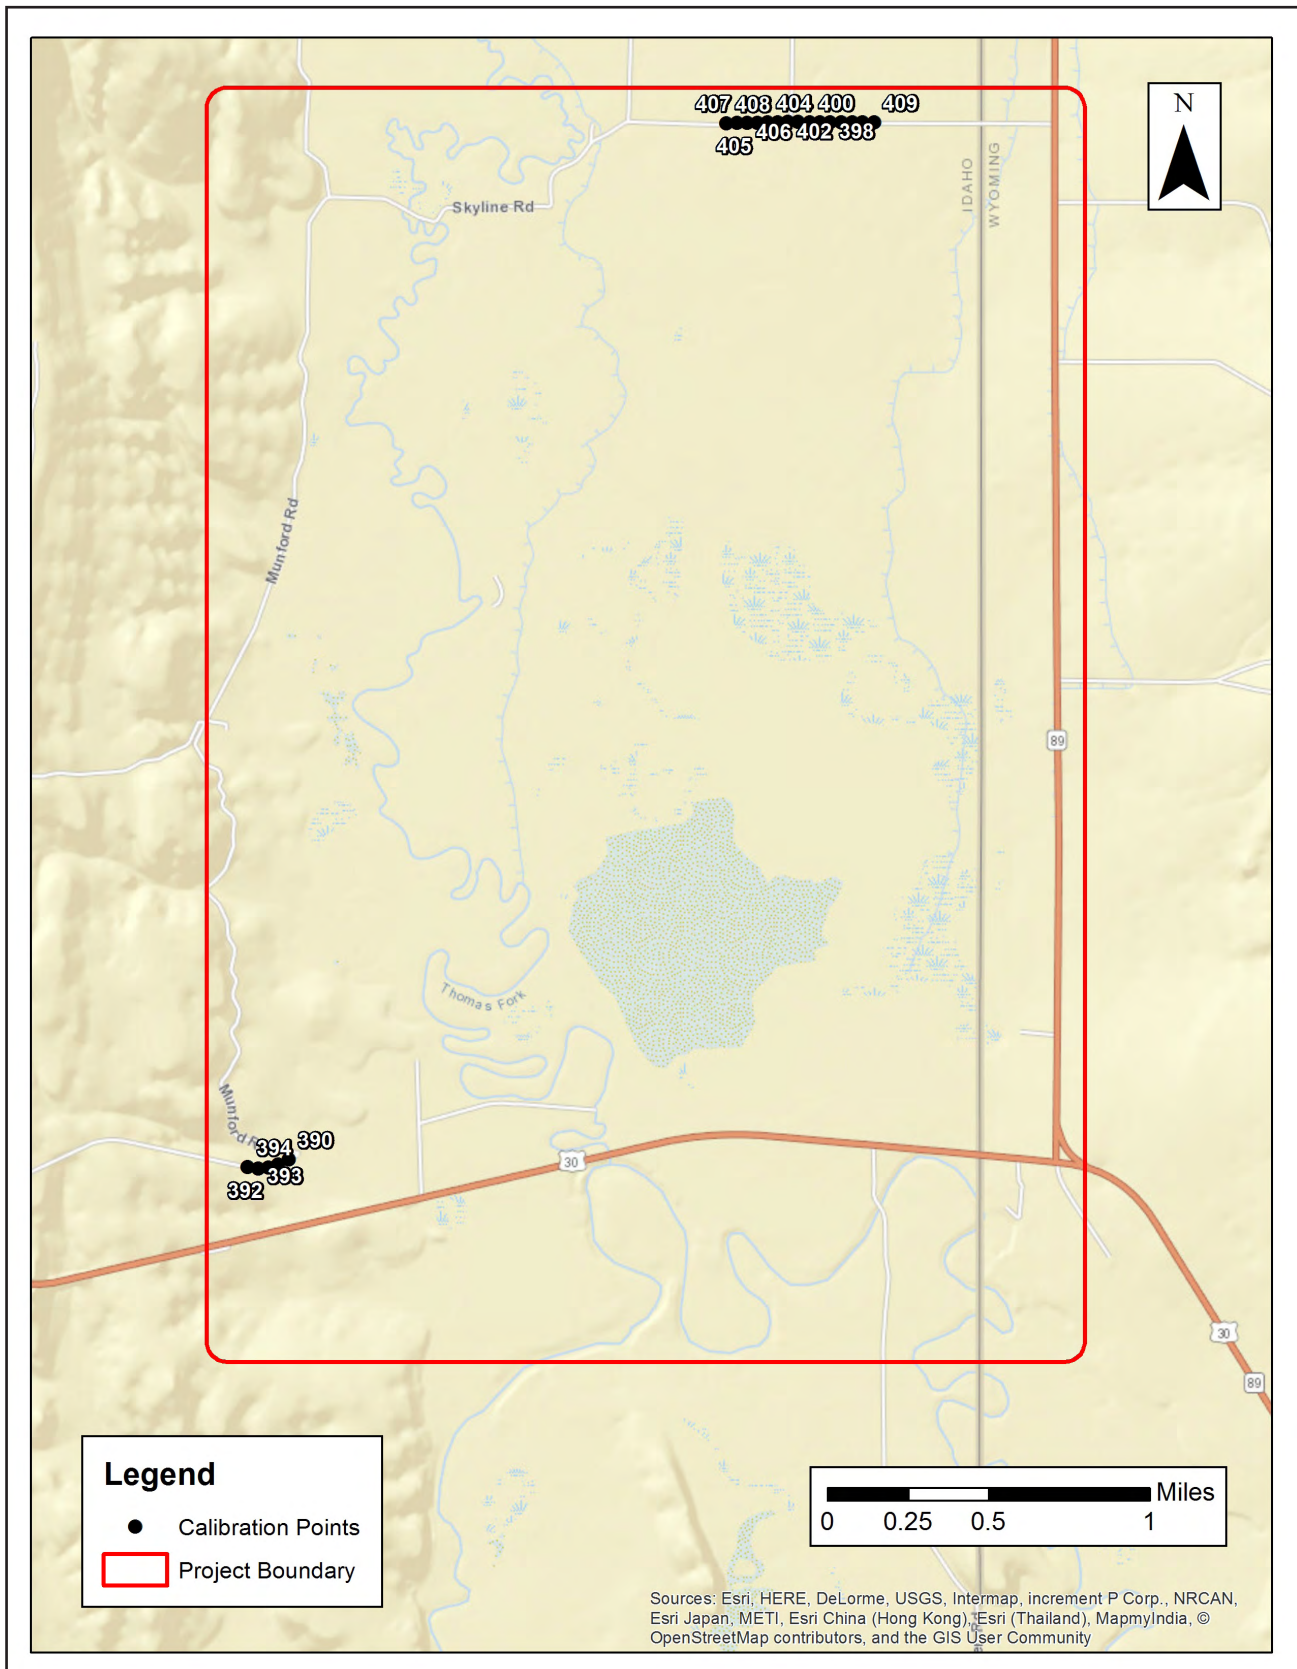 407 408 404 400 409
406 402 398
405
N
IDAHO
WYOMING
Skyline Rd
Munford Rd
89
Thomas Fork
Munford R
394 390
393
392
30
30
89
Legend
Calibration Points
Project Boundary
Miles
0 0.25 0.5 1
Sources: Esri, HERE, DeLorme, USGS, Intermap, increment P Corp., NRCAN,
Esri Japan, METI, Esri China (Hong Kong), Esri (Thailand), MapmyIndia, ©
OpenStreetMap contributors, and the GIS User Community